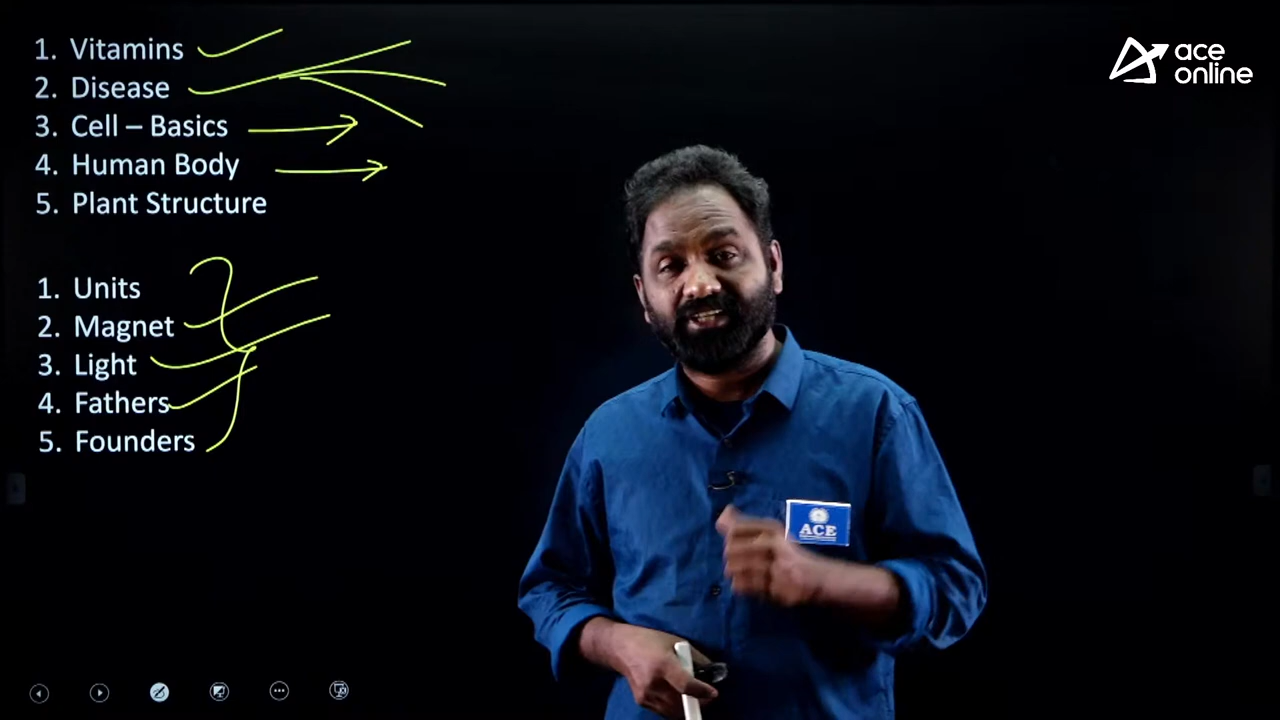 1. Vitamins
2. Disease
3. Cell – Basics
4. Human Body
5. Plant Structure
1. Units
2. Magnet
3. Light
4. Fathers
5. Founders
ace
online
ACE